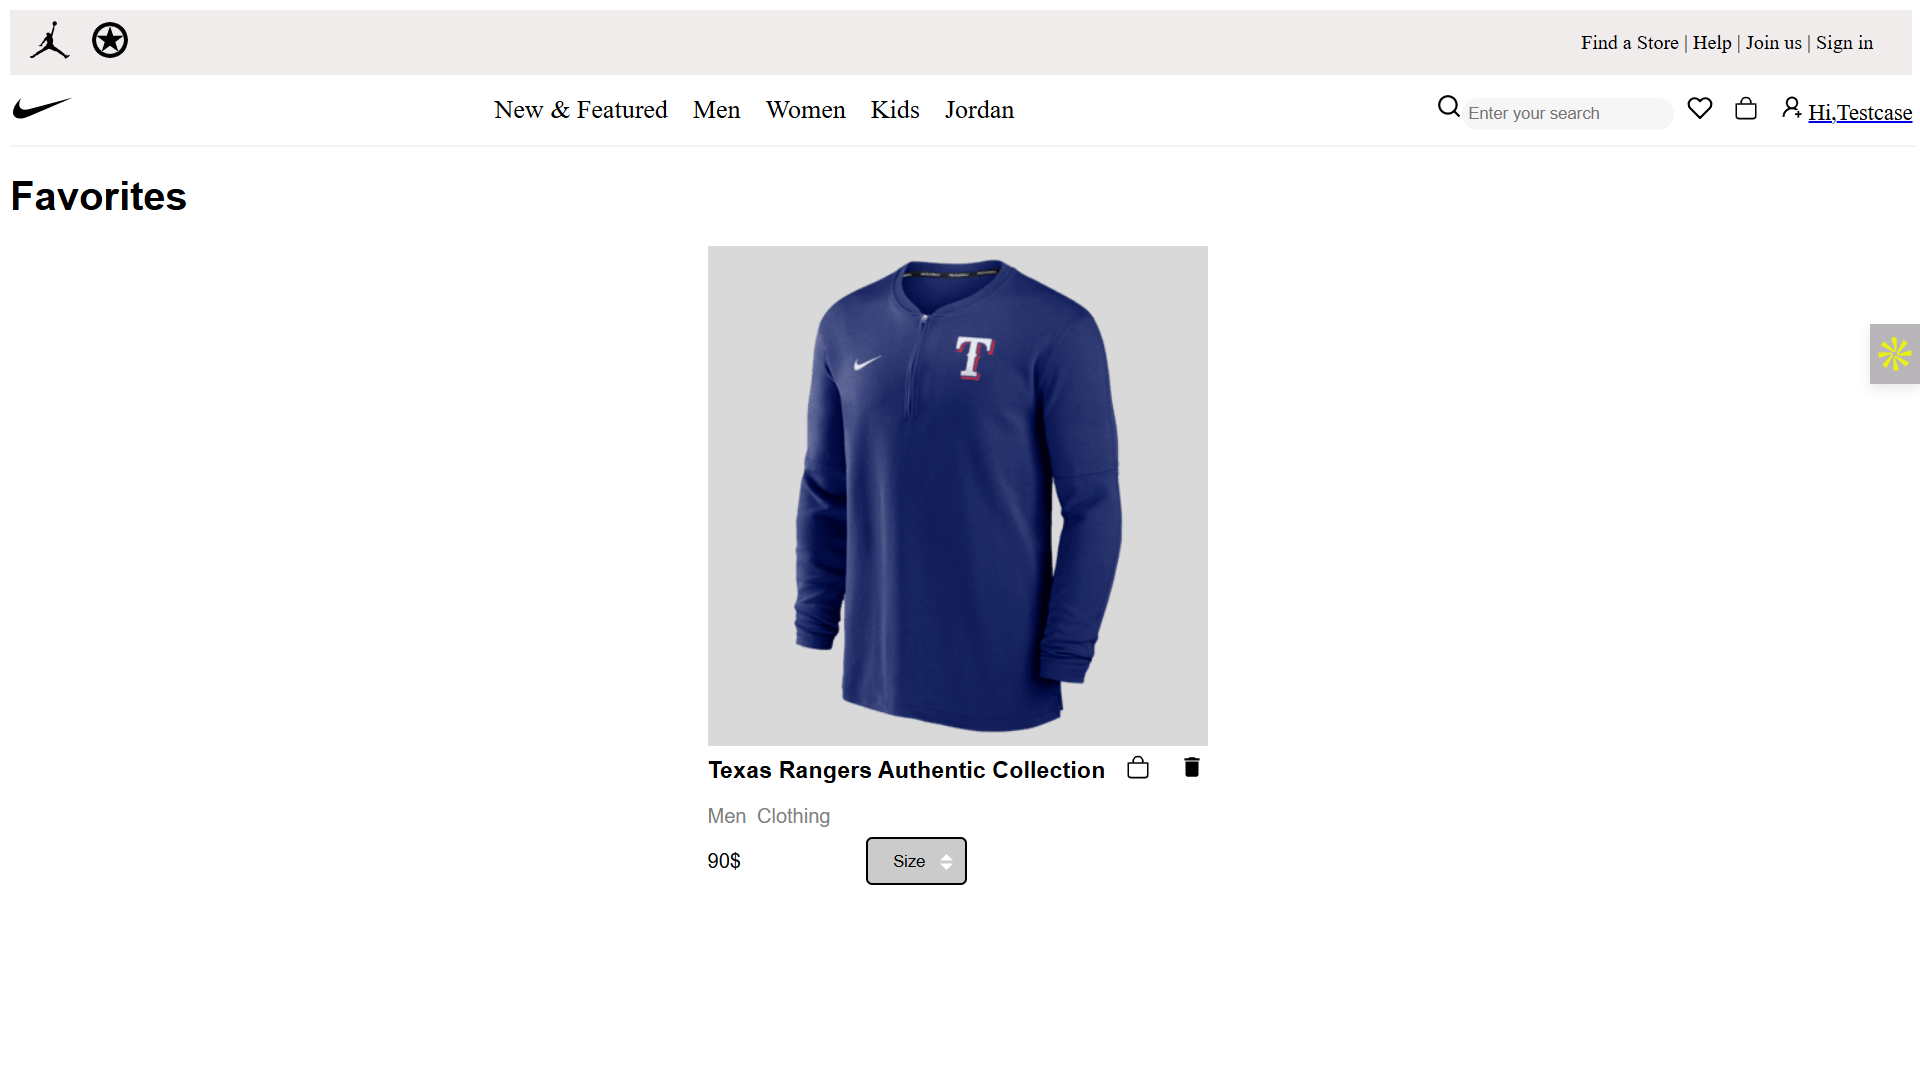 Find a Store | Help | Join us | Sign in
New & Featured Men Women Kids Jordan
Enter your search
Hi,Testcase
Favorites
T
Texas Rangers Authentic Collection
Men Clothing
90$
Size